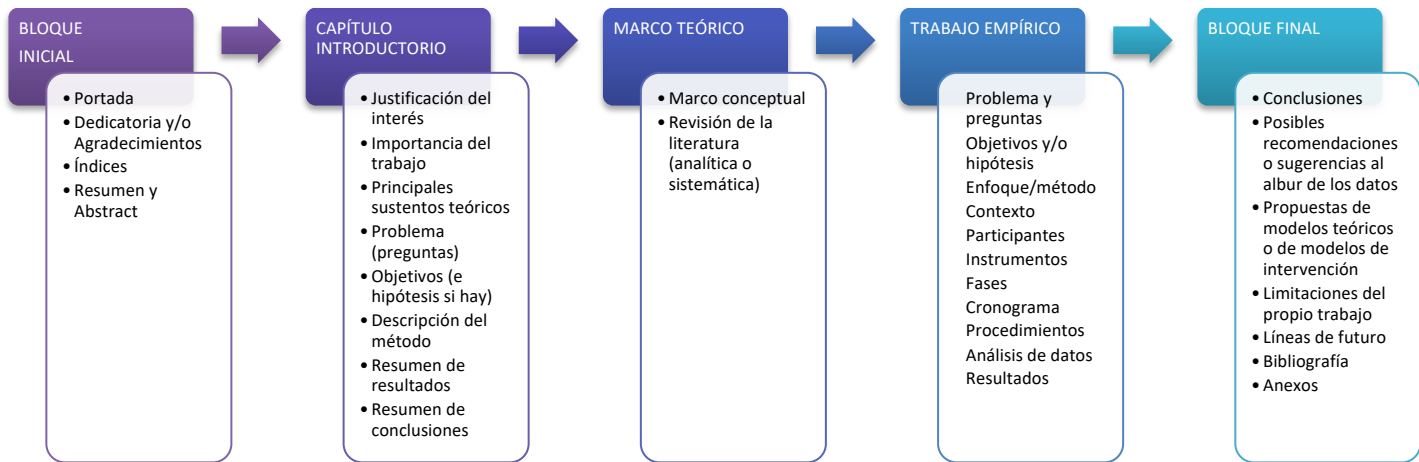 BLOQUE
INICIAL
• Portada
• Dedicatoria y/o
Agradecimientos
• Índices
• Resumen y
Abstract
CAPÍTULO
INTRODUCTORIO
• Justificación del
interés
• Importancia del
trabajo
• Principales
sustentos teóricos
• Problema
(preguntas)
• Objetivos (e
hipótesis si hay)
• Descripción del
método
• Resumen de
resultados
• Resumen de
conclusiones
MARCO TEÓRICO
• Marco conceptual
• Revisión de la
literatura
(analítica o
sistemática)
TRABAJO EMPÍRICO
Problema y
preguntas
Objetivos y/o
hipótesis
Enfoque/método
Contexto
Participantes
Instrumentos
Fases
Cronograma
Procedimientos
Análisis de datos
Resultados
BLOQUE FINAL
• Conclusiones
• Posibles
recomendaciones
o sugerencias al
albur de los datos
• Propuestas de
modelos teóricos
o de modelos de
intervención
• Limitaciones del
propio trabajo
• Líneas de futuro
• Bibliografía
• Anexos